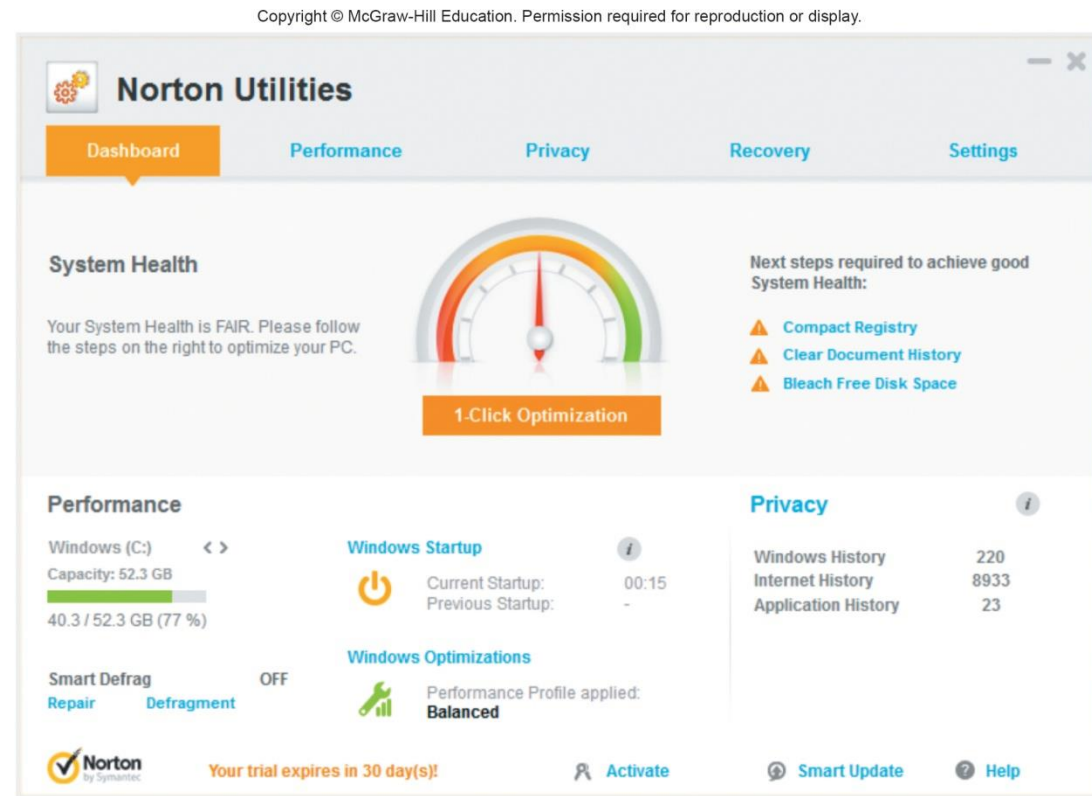 Copyright © McGraw-Hill Education. Permission required for reproduction or display.
Norton Utilities
Dashboard
Performance
Privacy
Recovery
Settings
System Health
Your System Health is FAIR. Please follow
the steps on the right to optimize your PC.
1-Click Optimization
Next steps required to achieve good
System Health:
Compact Registry
Clear Document History
Bleach Free Disk Space
Performance
Windows (C:) < >
Capacity: 52.3 GB
40.3 / 52.3 GB (77 %)
Smart Defrag OFF
Repair Defragment
Windows Startup i
Current Startup: 00:15
Previous Startup: -
Windows Optimizations
Performance Profile applied:
Balanced
Privacy i
Windows History 220
Internet History 8933
Application History 23
Norton
by Symantec
Your trial expires in 30 day(s)!
Activate
Smart Update
? Help